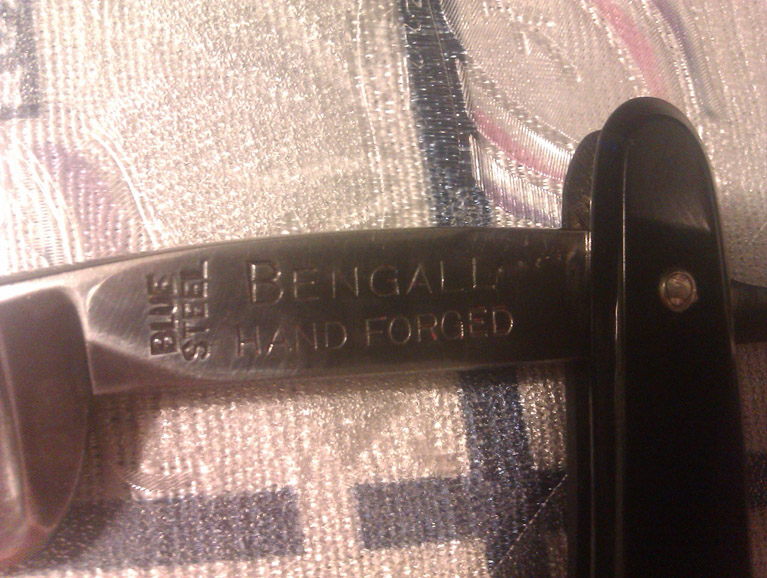 BLUE
STEEL
BENGALL
HAND FORGED